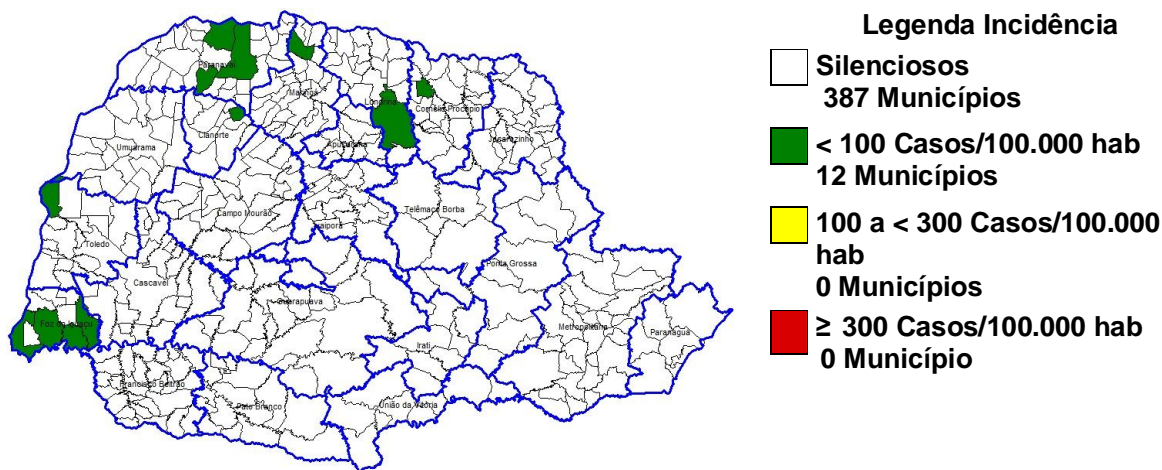 Legenda Incidência
Silenciosos
387 Municípios
< 100 Casos/100.000 hab
12 Municípios
100 a < 300 Casos/100.000
hab
0 Municípios
≥ 300 Casos/100.000 hab
0 Município
Paranavaí
Maringá
Londrina
Cornélio Procópio
Jacarezinho
Cianorte
Apucarana
Umuarama
Campo Mourão
Telêmaco Borba
Ivaiporã
Toledo
Ponta Grossa
Cascavel
Guarapuava
Foz do Iguaçu
Metropolitana
Paranaguá
Irati
Francisco Beltrão
Pato Branco
União da Vitória